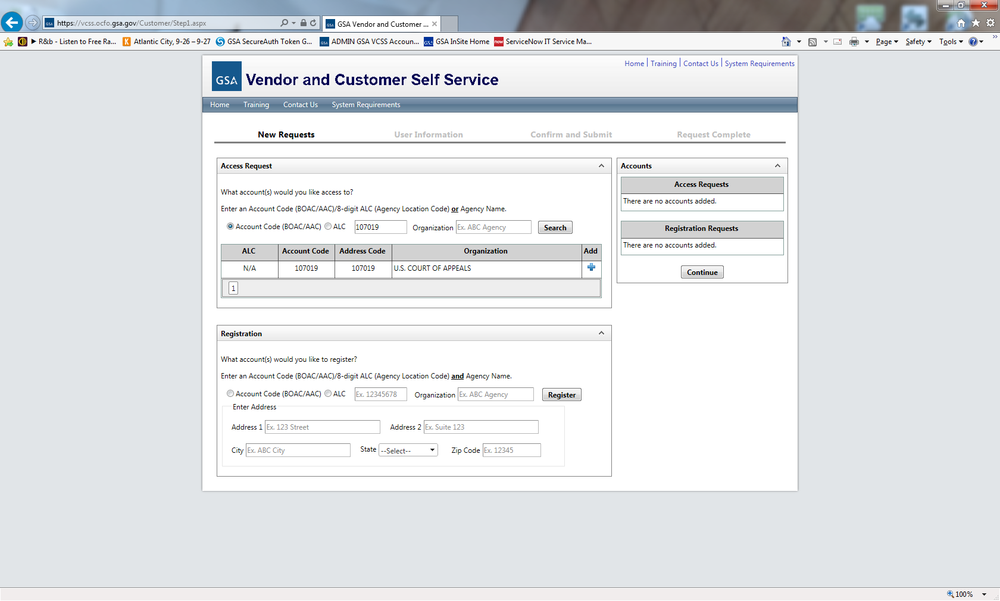 https://vcss.ocfo.gsa.gov/Customer/Step1.aspx
GSA Vendor and Customer ...
R&b - Listen to Free Ra... Atlantic City, 9-26 – 9-27 GSA SecureAuth Token G... ADMIN GSA VCSS Accoun... GSA InSite Home ServiceNow IT Service Ma... Page Safety Tools
Home | Training | Contact Us | System Requirements
GSA Vendor and Customer Self Service
Home Training Contact Us System Requirements
New Requests User Information Confirm and Submit Request Complete
Access Request
What account(s) would you like access to?
Enter an Account Code (BOAC/AAC)/8-digit ALC (Agency Location Code) or Agency Name.
Account Code (BOAC/AAC) ALC 107019 Organization Ex. ABC Agency Search
ALC Account Code Address Code Organization Add
N/A 107019 107019 U.S. COURT OF APPEALS
1
Accounts
Access Requests
There are no accounts added.
Registration Requests
There are no accounts added.
Continue
Registration
What account(s) would you like to register?
Enter an Account Code (BOAC/AAC)/8-digit ALC (Agency Location Code) and Agency Name.
Account Code (BOAC/AAC) ALC Ex. 12345678 Organization Ex. ABC Agency Register
Enter Address
Address 1 Ex. 123 Street Address 2 Ex. Suite 123
City Ex. ABC City State --Select-- Zip Code Ex. 12345
100%